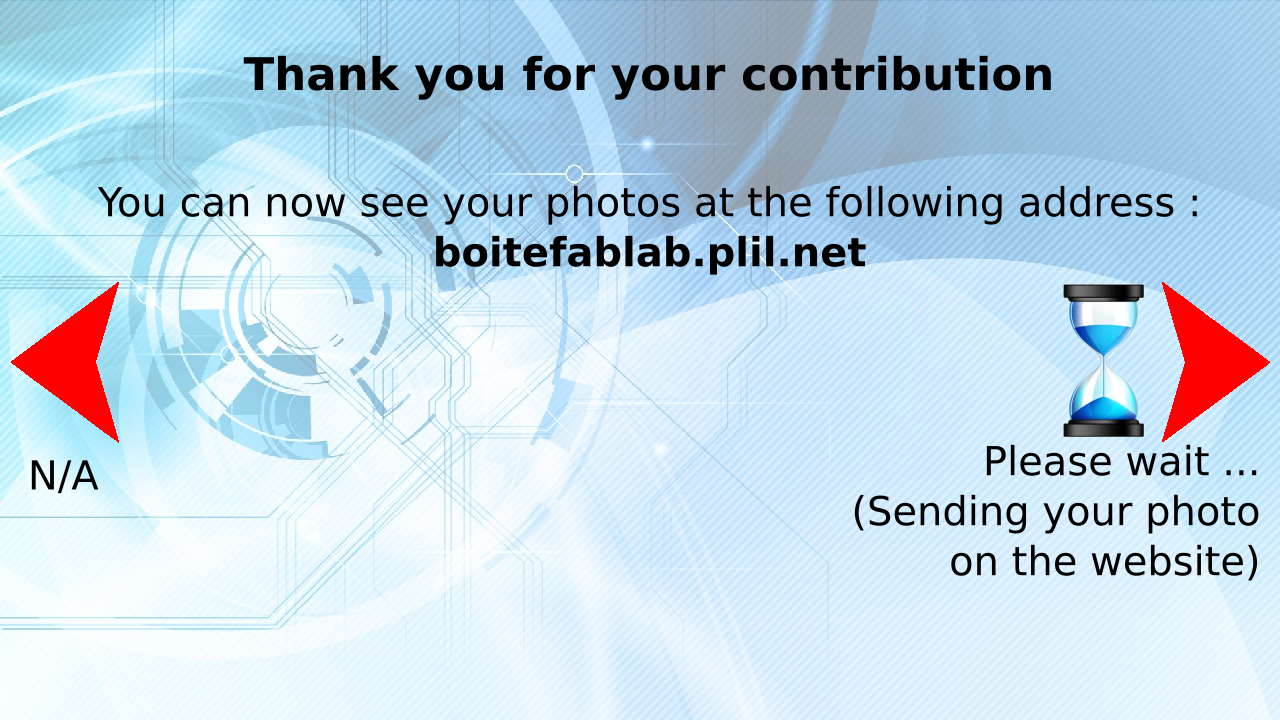 Thank you for your contribution
You can now see your photos at the following address :
boitefablab.plil.net
N/A
Please wait ...
(Sending your photo
on the website)